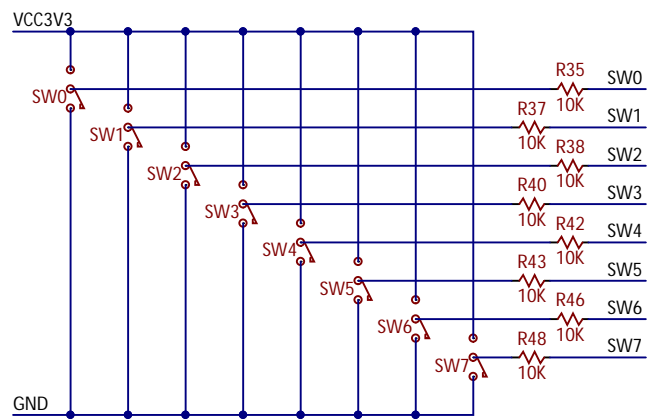 VCC3V3
R35
SW0
SW0
10K
R37
SW1
SW1
10K
R38
SW2
SW2
10K
R40
SW3
SW3
10K
R42
SW4
SW4
10K
R43
SW5
SW5
10K
R46
SW6
SW6
10K
R48
SW7
SW7
10K
GND